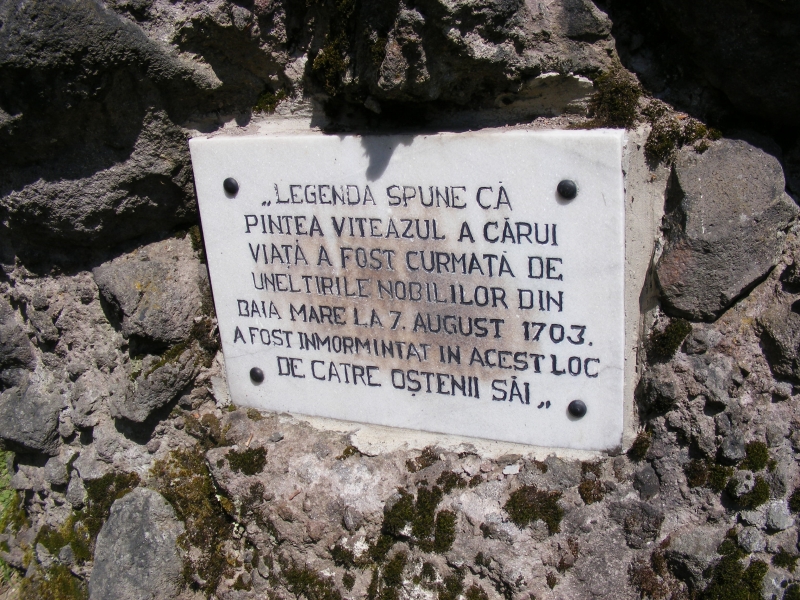 „LEGENDA SPUNE CĂ
PINTEA VITEAZUL A CĂRUI
VIAȚĂ A FOST CURMATĂ DE
UNELTIRILE NOBILILOR DIN
BAIA MARE LA 7. AUGUST 1703.
A FOST INMORMINTAT IN ACEST LOC
DE CATRE OȘTENII SĂI „